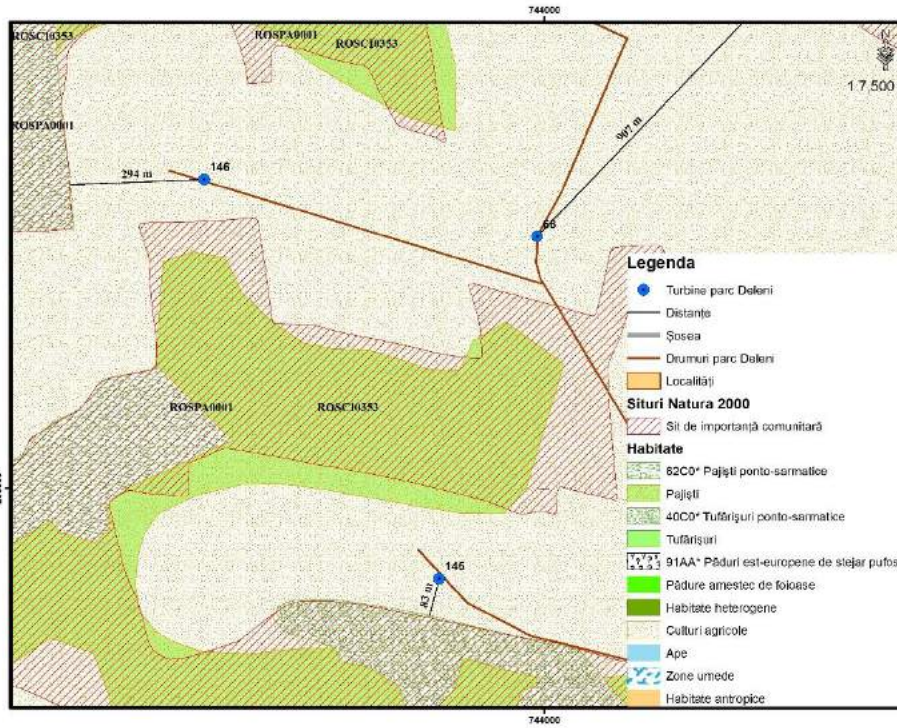 744000
ROSCI0353
ROSPA0001
ROSCI0353
1:7,500
ROSPA0001
907 m
294 m
146
68
Legenda
Turbine parc Deleni
Distanțe
Șosea
Drumuri parc Deleni
Localități
Situri Natura 2000
Sit de importanță comunitară
Habitate
62C0* Pajiști ponto-sarmatice
Pajiști
40C0* Tufărișuri ponto-sarmatice
Tufărișuri
91AA* Păduri est-europene de stejar pufos
Pădure amestec de foioase
Habitate heterogene
Culturi agricole
Ape
Zone umede
Habitate antropice
ROSPA0001
ROSCI0353
145
83 m
744000